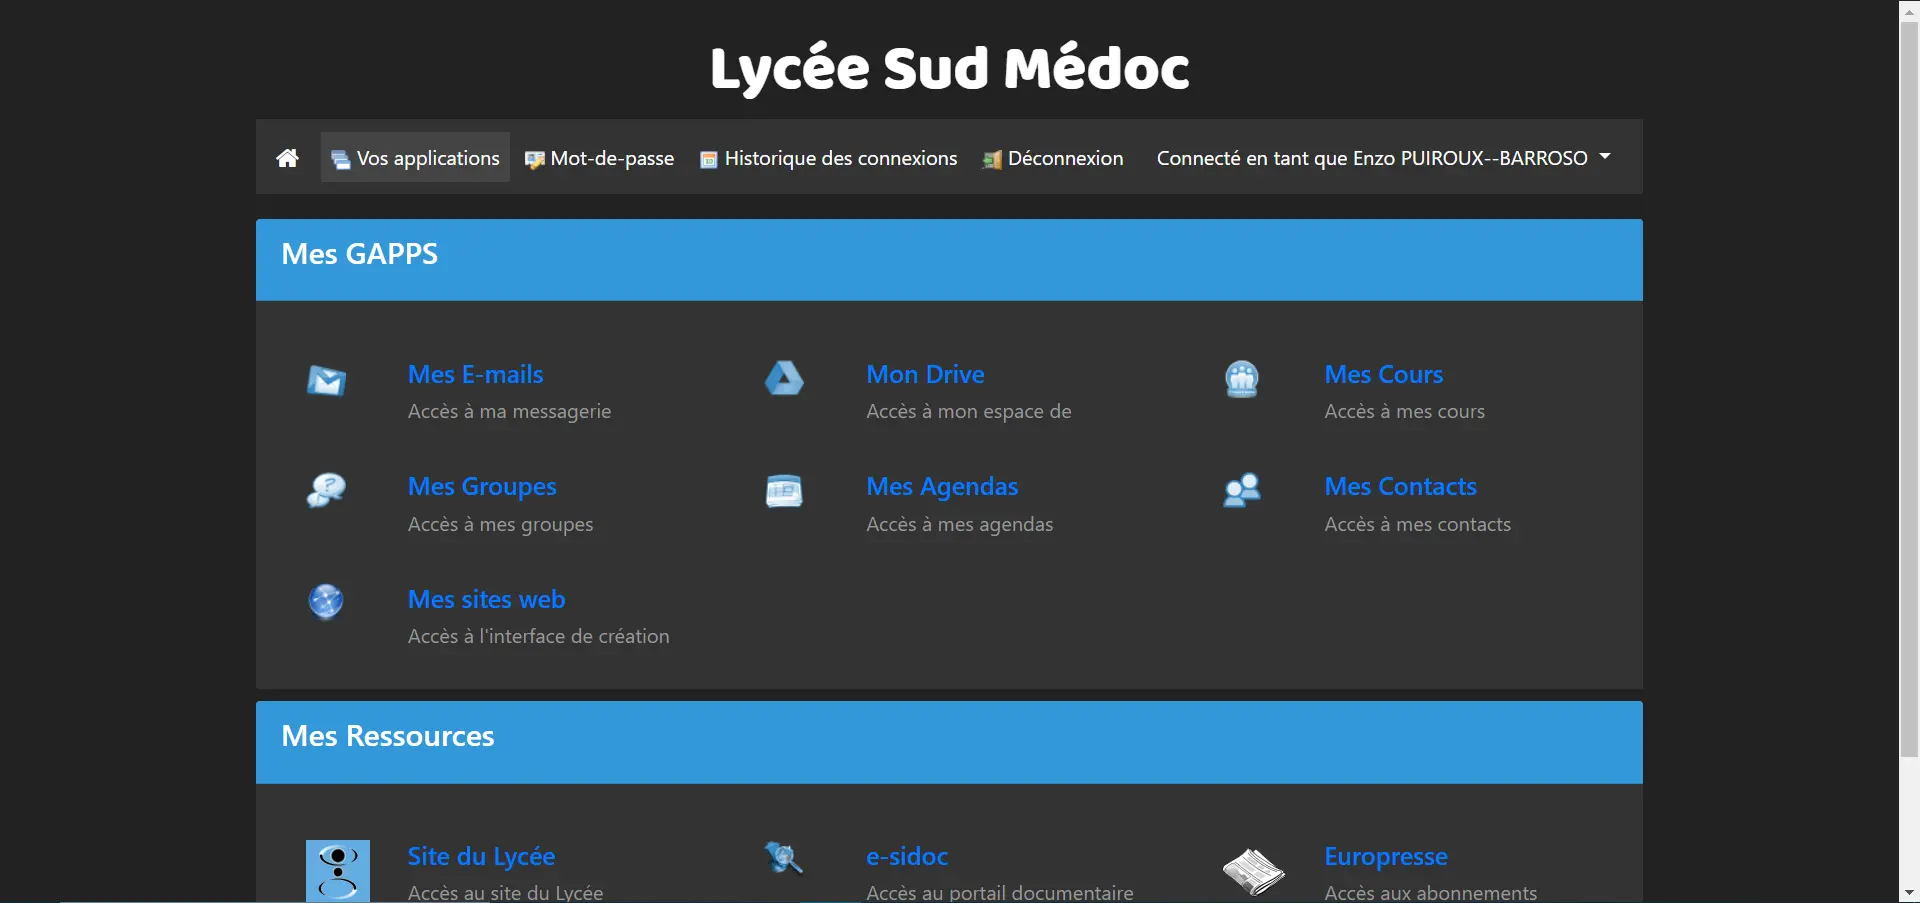 Lycée Sud Médoc
Vos applications Mot-de-passe Historique des connexions Déconnexion Connecté en tant que Enzo PUIROUX--BARROSO
Mes GAPPS
Mes E-mails Mon Drive Mes Cours
Accès à ma messagerie Accès à mon espace de Accès à mes cours
Mes Groupes Mes Agendas Mes Contacts
Accès à mes groupes Accès à mes agendas Accès à mes contacts
Mes sites web
Accès à l'interface de création
Mes Ressources
Site du Lycée e-sidoc Europresse
Accès au site du Lycée Accès au portail documentaire Accès aux abonnements